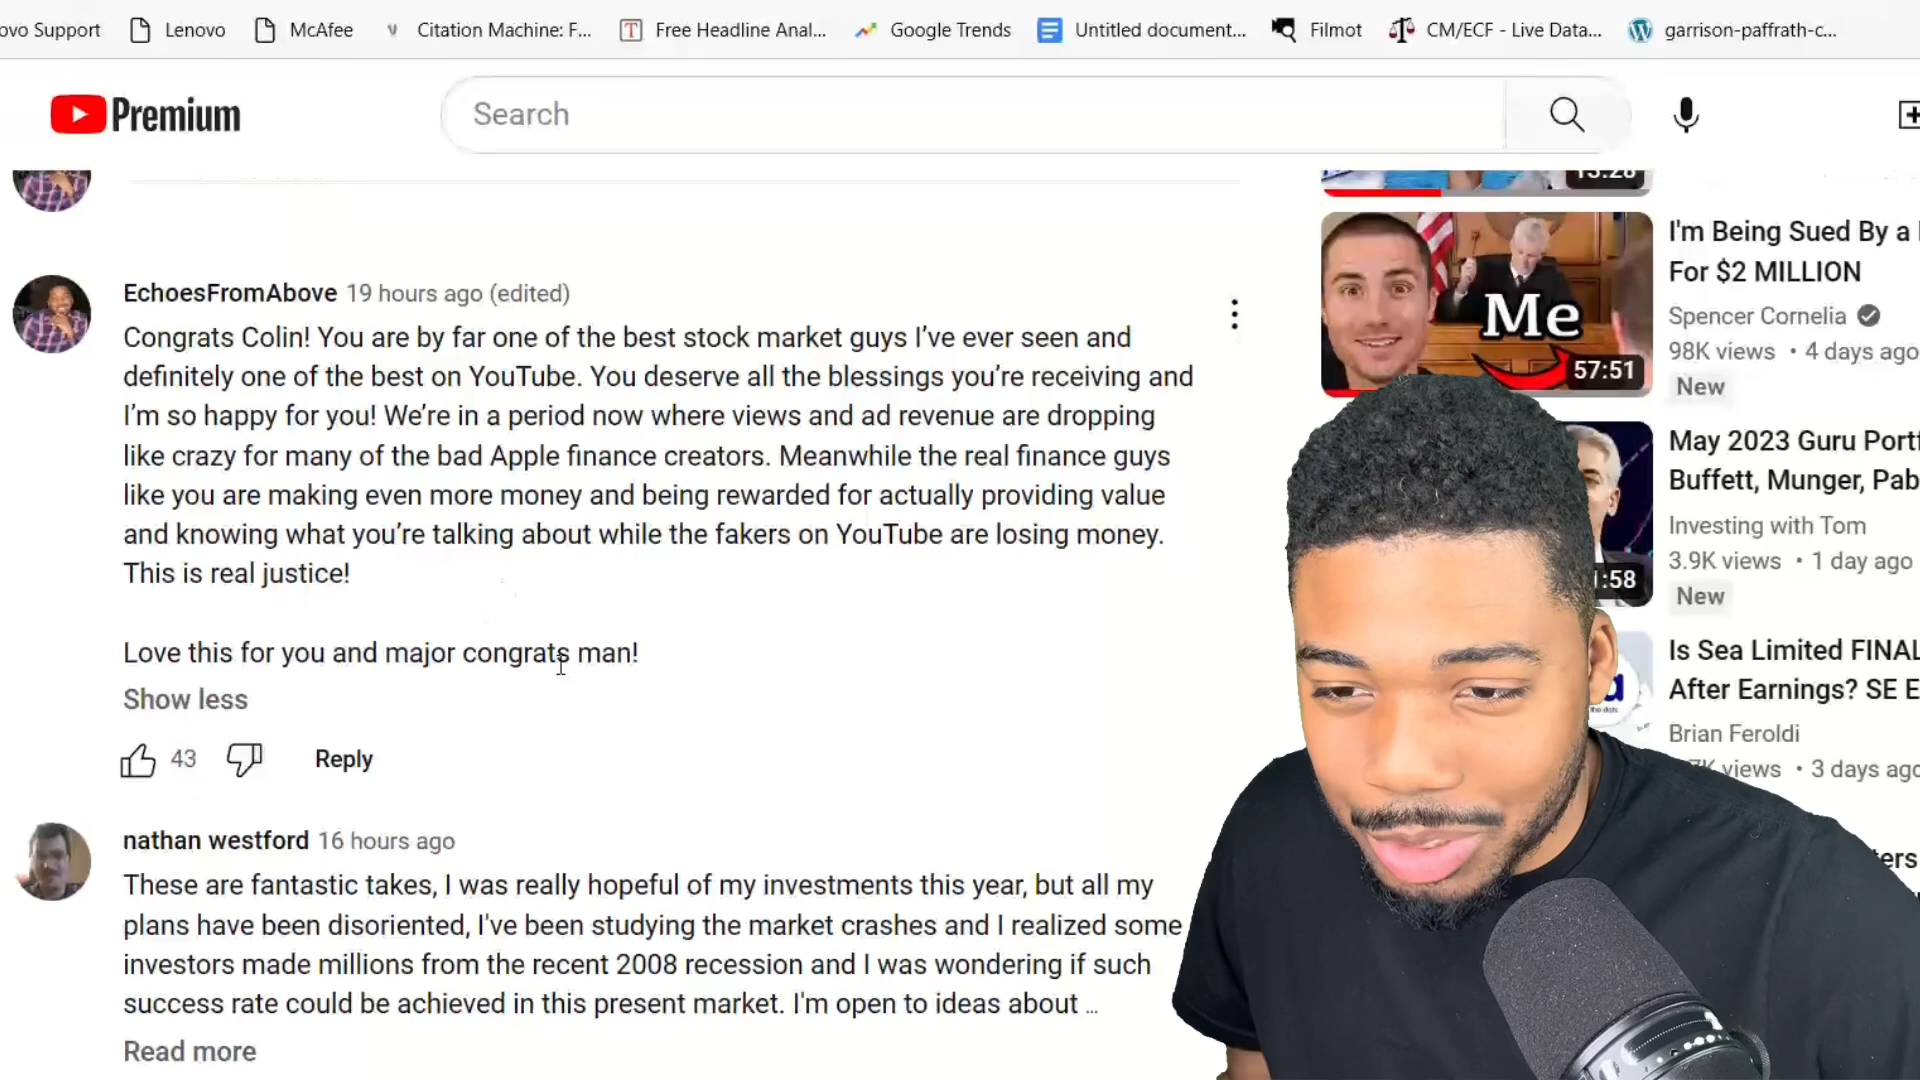 ovo Support Lenovo McAfee Citation Machine: F... Free Headline Anal... Google Trends Untitled document... Filmot CM/ECF - Live Data... garrison-paffrath-c...
Premium Search
13:28
EchoesFromAbove 19 hours ago (edited)
Congrats Colin! You are by far one of the best stock market guys I’ve ever seen and
definitely one of the best on YouTube. You deserve all the blessings you’re receiving and
I’m so happy for you! We’re in a period now where views and ad revenue are dropping
like crazy for many of the bad Apple finance creators. Meanwhile the real finance guys
like you are making even more money and being rewarded for actually providing value
and knowing what you’re talking about while the fakers on YouTube are losing money.
This is real justice!
Love this for you and major congrats man!
Show less
43 Reply
nathan westford 16 hours ago
These are fantastic takes, I was really hopeful of my investments this year, but all my
plans have been disoriented, I've been studying the market crashes and I realized some
investors made millions from the recent 2008 recession and I was wondering if such
success rate could be achieved in this present market. I'm open to ideas about ...
Read more
Me
57:51
I'm Being Sued By a
For $2 MILLION
Spencer Cornelia
98K views • 4 days ago
New
:58
May 2023 Guru Portf
Buffett, Munger, Pab
Investing with Tom
3.9K views • 1 day ago
New
Is Sea Limited FINAL
After Earnings? SE E
Brian Feroldi
7K views • 3 days ago
ers